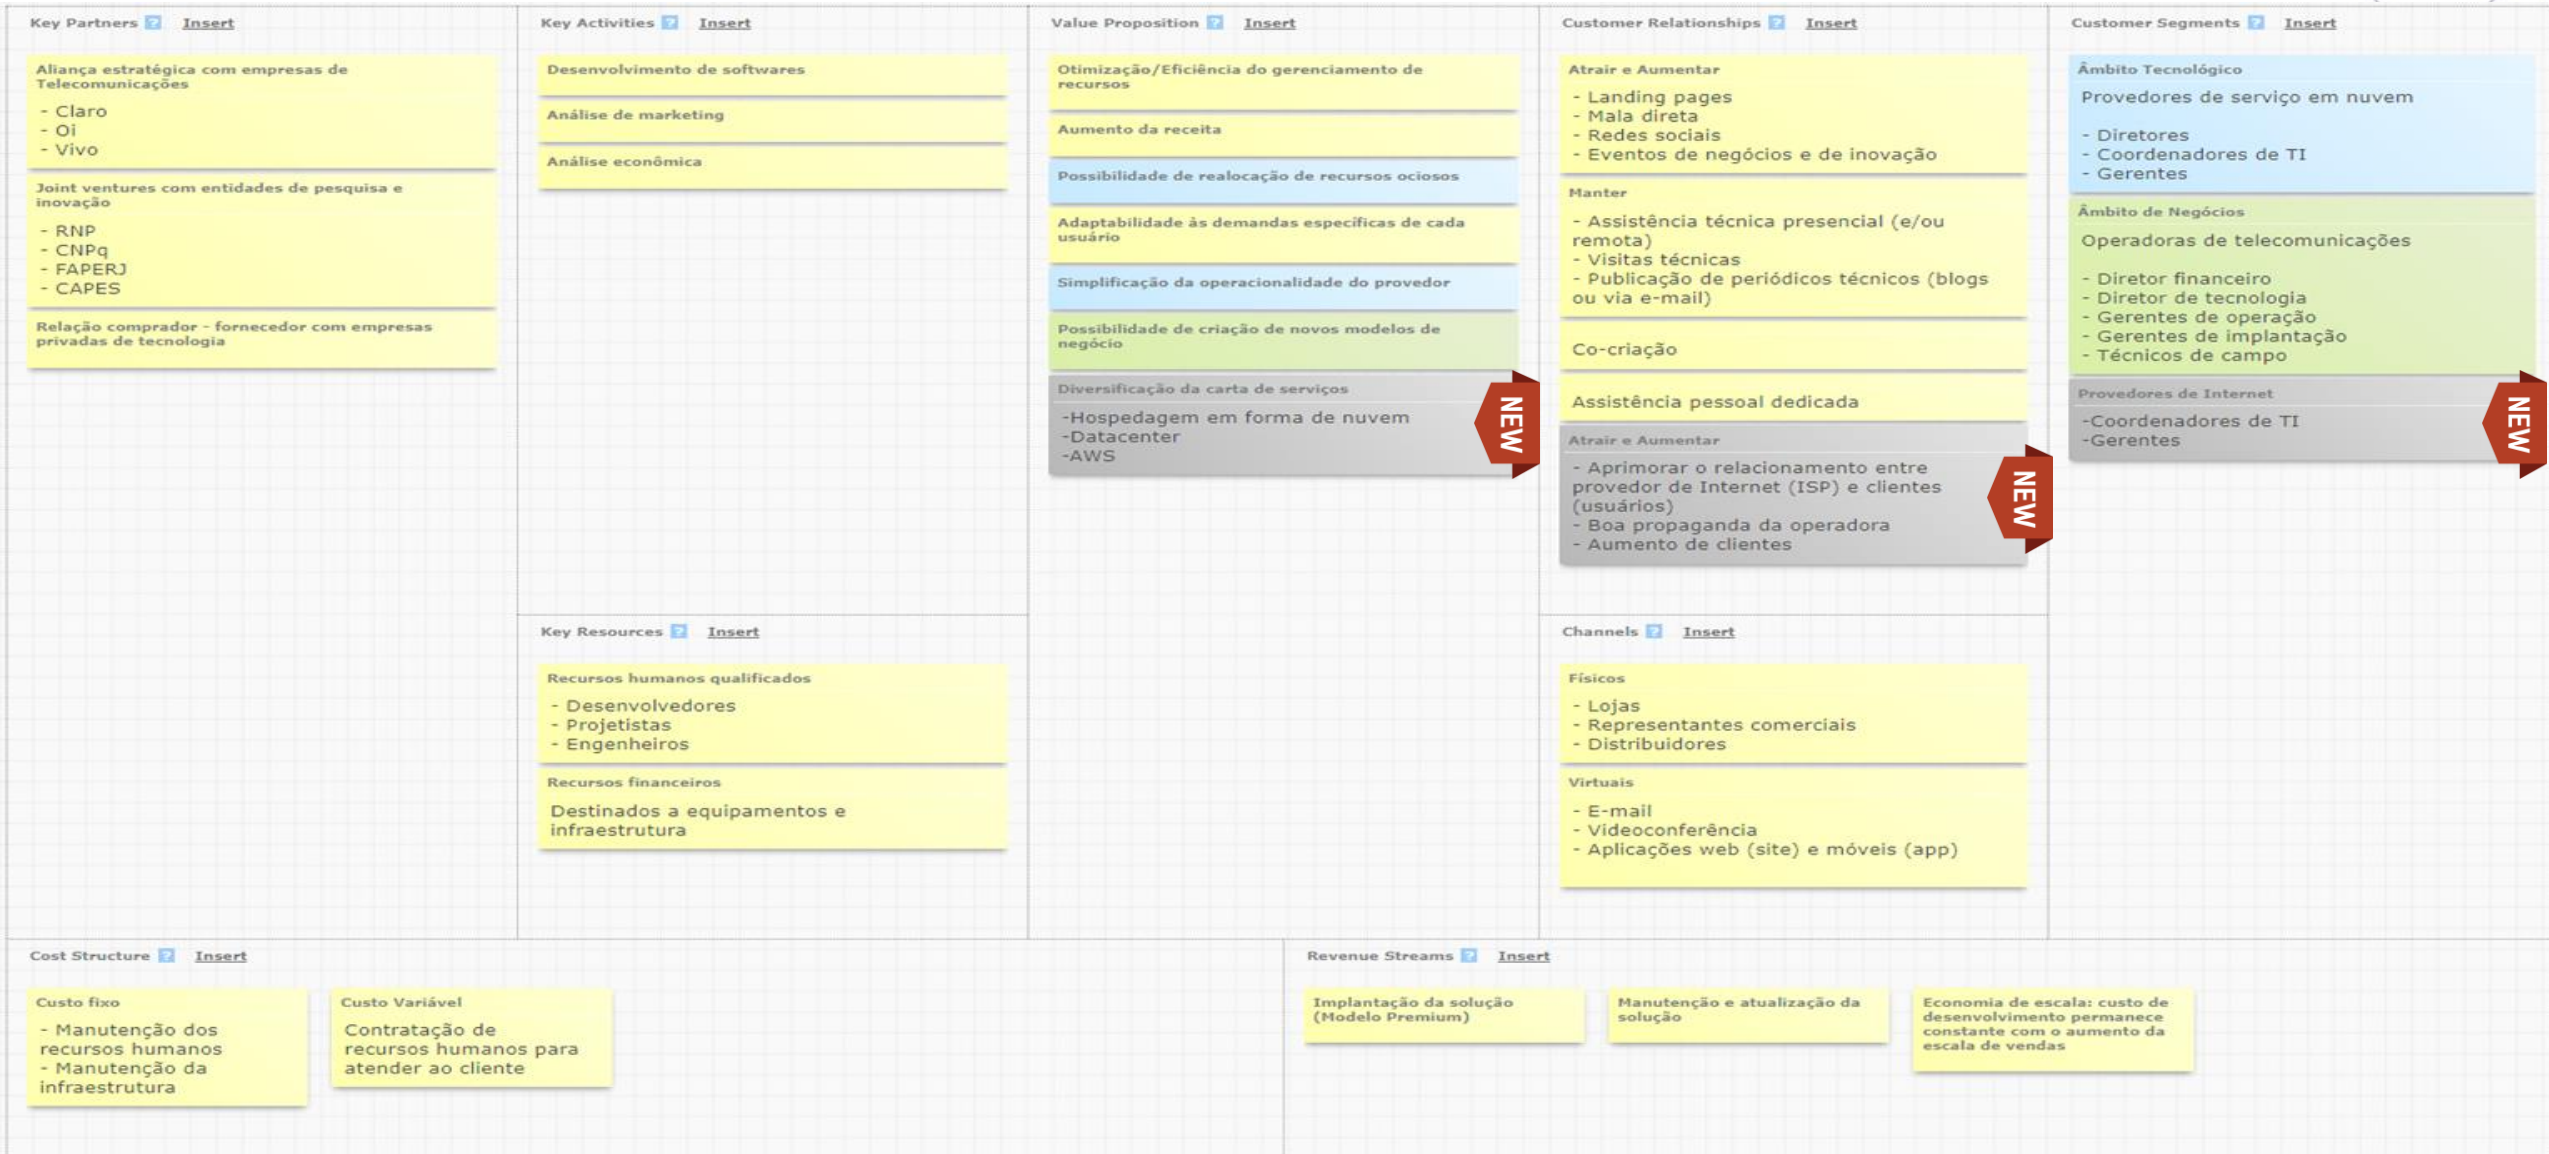 Key Partners ? Insert
Aliança estratégica com empresas de
Telecomunicações
- Claro
- Oi
- Vivo
Joint ventures com entidades de pesquisa e
inovação
- RNP
- CNPq
- FAPERJ
- CAPES
Relação comprador - fornecedor com empresas
privadas de tecnologia
Key Activities ? Insert
Desenvolvimento de softwares
Análise de marketing
Análise econômica
Key Resources ? Insert
Recursos humanos qualificados
- Desenvolvedores
- Projetistas
- Engenheiros
Recursos financeiros
Destinados a equipamentos e
infraestrutura
Value Proposition ? Insert
Otimização/Eficiência do gerenciamento de
recursos
Aumento da receita
Possibilidade de realocação de recursos ociosos
Adaptabilidade às demandas específicas de cada
usuário
Simplificação da operacionalidade do provedor
Possibilidade de criação de novos modelos de
negócio
Diversificação da carta de serviços
-Hospedagem em forma de nuvem
-Datacenter
-AWS
NEW
Customer Relationships ? Insert
Atrair e Aumentar
- Landing pages
- Mala direta
- Redes sociais
- Eventos de negócios e de inovação
Manter
- Assistência técnica presencial (e/ou
remota)
- Visitas técnicas
- Publicação de periódicos técnicos (blogs
ou via e-mail)
Co-criação
Assistência pessoal dedicada
Atrair e Aumentar
- Aprimorar o relacionamento entre
provedor de Internet (ISP) e clientes
(usuários)
- Boa propaganda da operadora
- Aumento de clientes
NEW
Channels ? Insert
Físicos
- Lojas
- Representantes comerciais
- Distribuidores
Virtuais
- E-mail
- Videoconferência
- Aplicações web (site) e móveis (app)
Customer Segments ? Insert
Âmbito Tecnológico
Provedores de serviço em nuvem
- Diretores
- Coordenadores de TI
- Gerentes
Âmbito de Negócios
Operadoras de telecomunicações
- Diretor financeiro
- Diretor de tecnologia
- Gerentes de operação
- Gerentes de implantação
- Técnicos de campo
Provedores de Internet
-Coordenadores de TI
-Gerentes
NEW
Cost Structure ? Insert
Custo fixo
- Manutenção dos
recursos humanos
- Manutenção da
infraestrutura
Custo Variável
Contratação de
recursos humanos para
atender ao cliente
Revenue Streams ? Insert
Implantação da solução
(Modelo Premium)
Manutenção e atualização da
solução
Economia de escala: custo de
desenvolvimento permanece
constante com o aumento da
escala de vendas